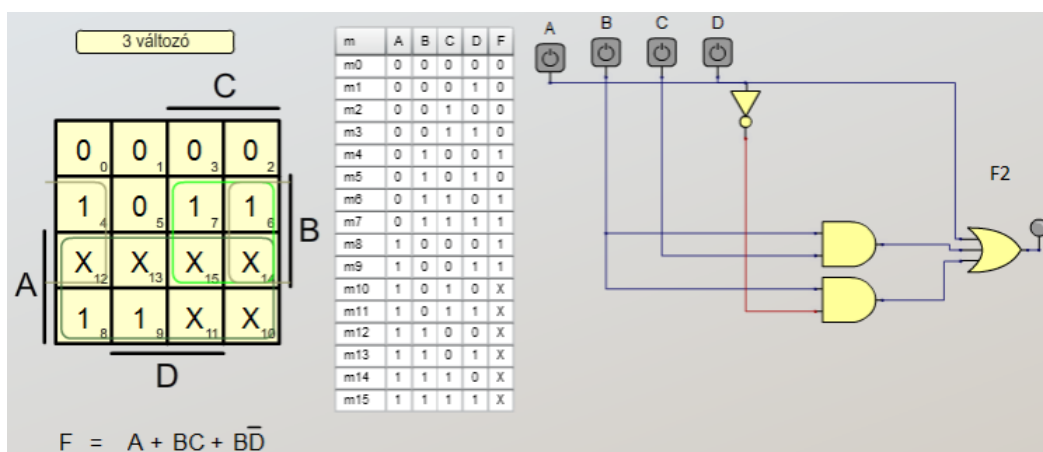 3 változó
C
0 0 0 1 0 3 0 2
1 4 0 5 1 7 1 6
B
X 12 X 13 X 15 X 14
A
1 8 1 9 X 11 X 10
D
F = A + BC + BD̅
m A B C D F
m0 0 0 0 0 0
m1 0 0 0 1 0
m2 0 0 1 0 0
m3 0 0 1 1 0
m4 0 1 0 0 1
m5 0 1 0 1 0
m6 0 1 1 0 1
m7 0 1 1 1 1
m8 1 0 0 0 1
m9 1 0 0 1 1
m10 1 0 1 0 X
m11 1 0 1 1 X
m12 1 1 0 0 X
m13 1 1 0 1 X
m14 1 1 1 0 X
m15 1 1 1 1 X
A B C D
F2